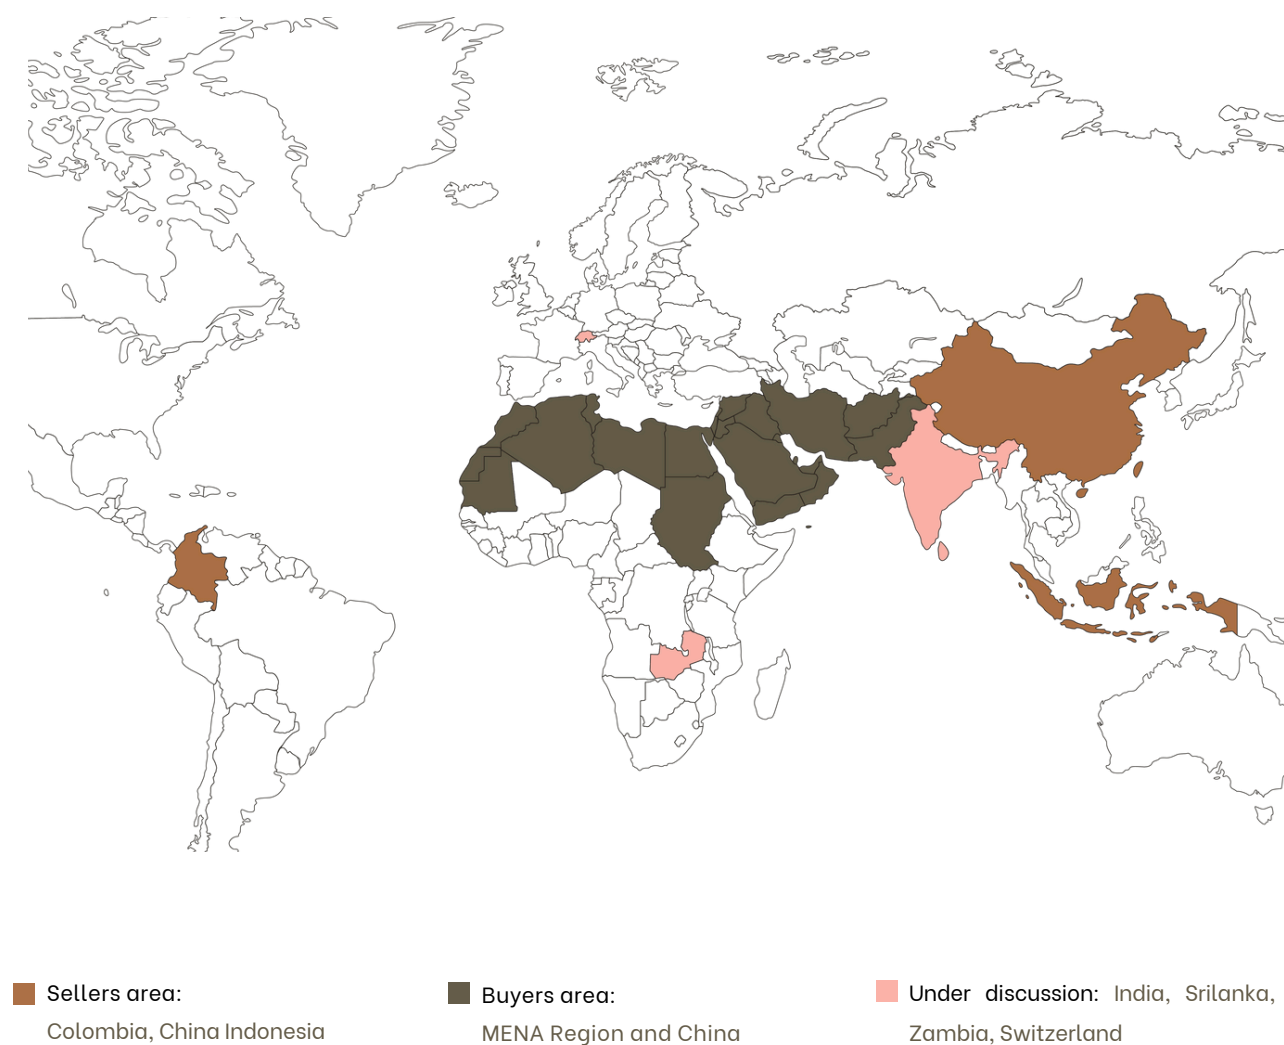 Sellers area:
Colombia, China Indonesia
Buyers area:
MENA Region and China
Under discussion: India, Srilanka,
Zambia, Switzerland